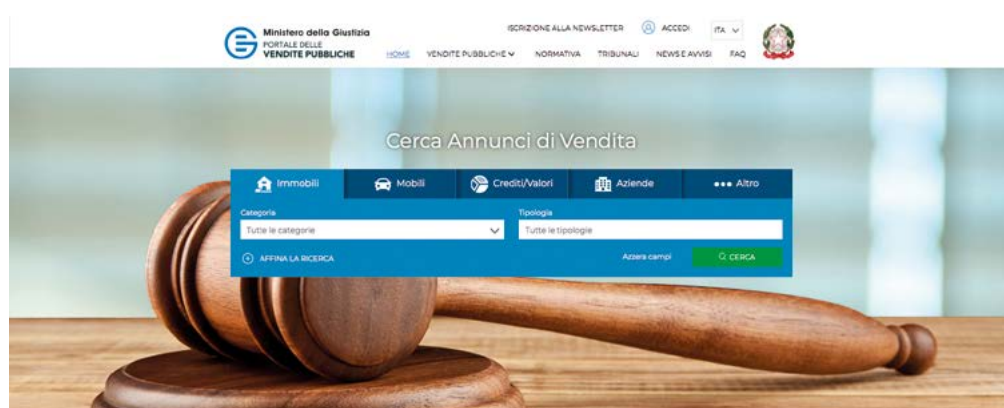 Ministero della Giustizia
PORTALE DELLE
VENDITE PUBBLICHE
ISCRIZIONE ALLA NEWSLETTER ACCEDI ITA
HOME VENDITE PUBBLICHE NORMATIVA TRIBUNALI NEWS E AVVISI FAQ
Cerca Annunci di Vendita
Immobili Mobili Crediti/Valori Aziende Altro
Categoria Tipologia
Tutte le categorie Tutte le tipologie
AFFINA LA RICERCA Azzera campi CERCA